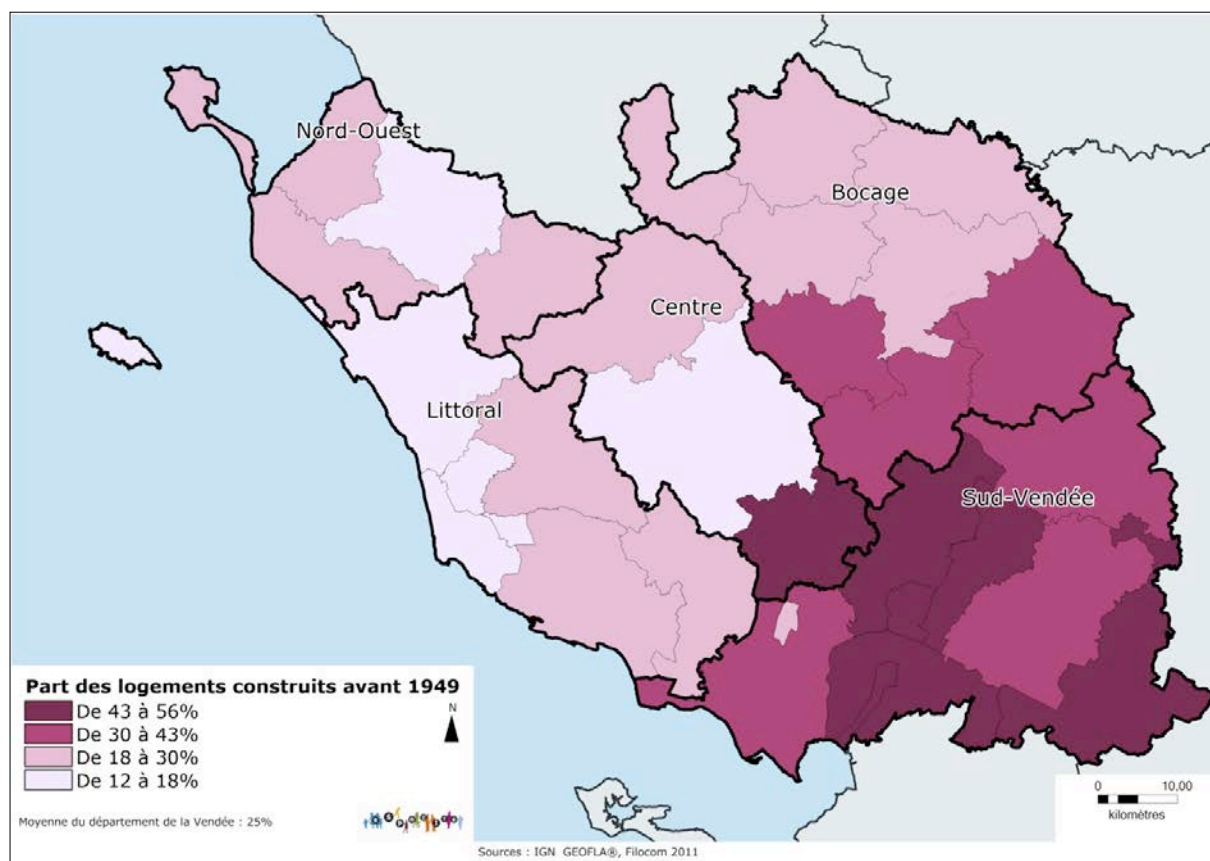 Nord-Ouest
Bocage
Centre
Littoral
Sud-Vendée
Part des logements construits avant 1949
De 43 à 56%
De 30 à 43%
De 18 à 30%
De 12 à 18%
N
Moyenne du département de la Vendée : 25%
0 10,00
kilomètres
Sources : IGN GEOFLA®, Filocom 2011